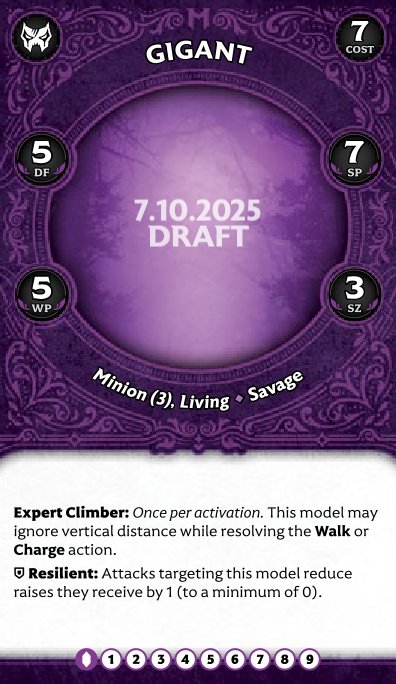 GIGANT
7
COST
5
DF
7
SP
7.10.2025
DRAFT
5
WP
3
SZ
Minion (3), Living ♦ Savage
Expert Climber: Once per activation. This model may
ignore vertical distance while resolving the Walk or
Charge action.
Resilient: Attacks targeting this model reduce
raises they receive by 1 (to a minimum of 0).
1 2 3 4 5 6 7 8 9